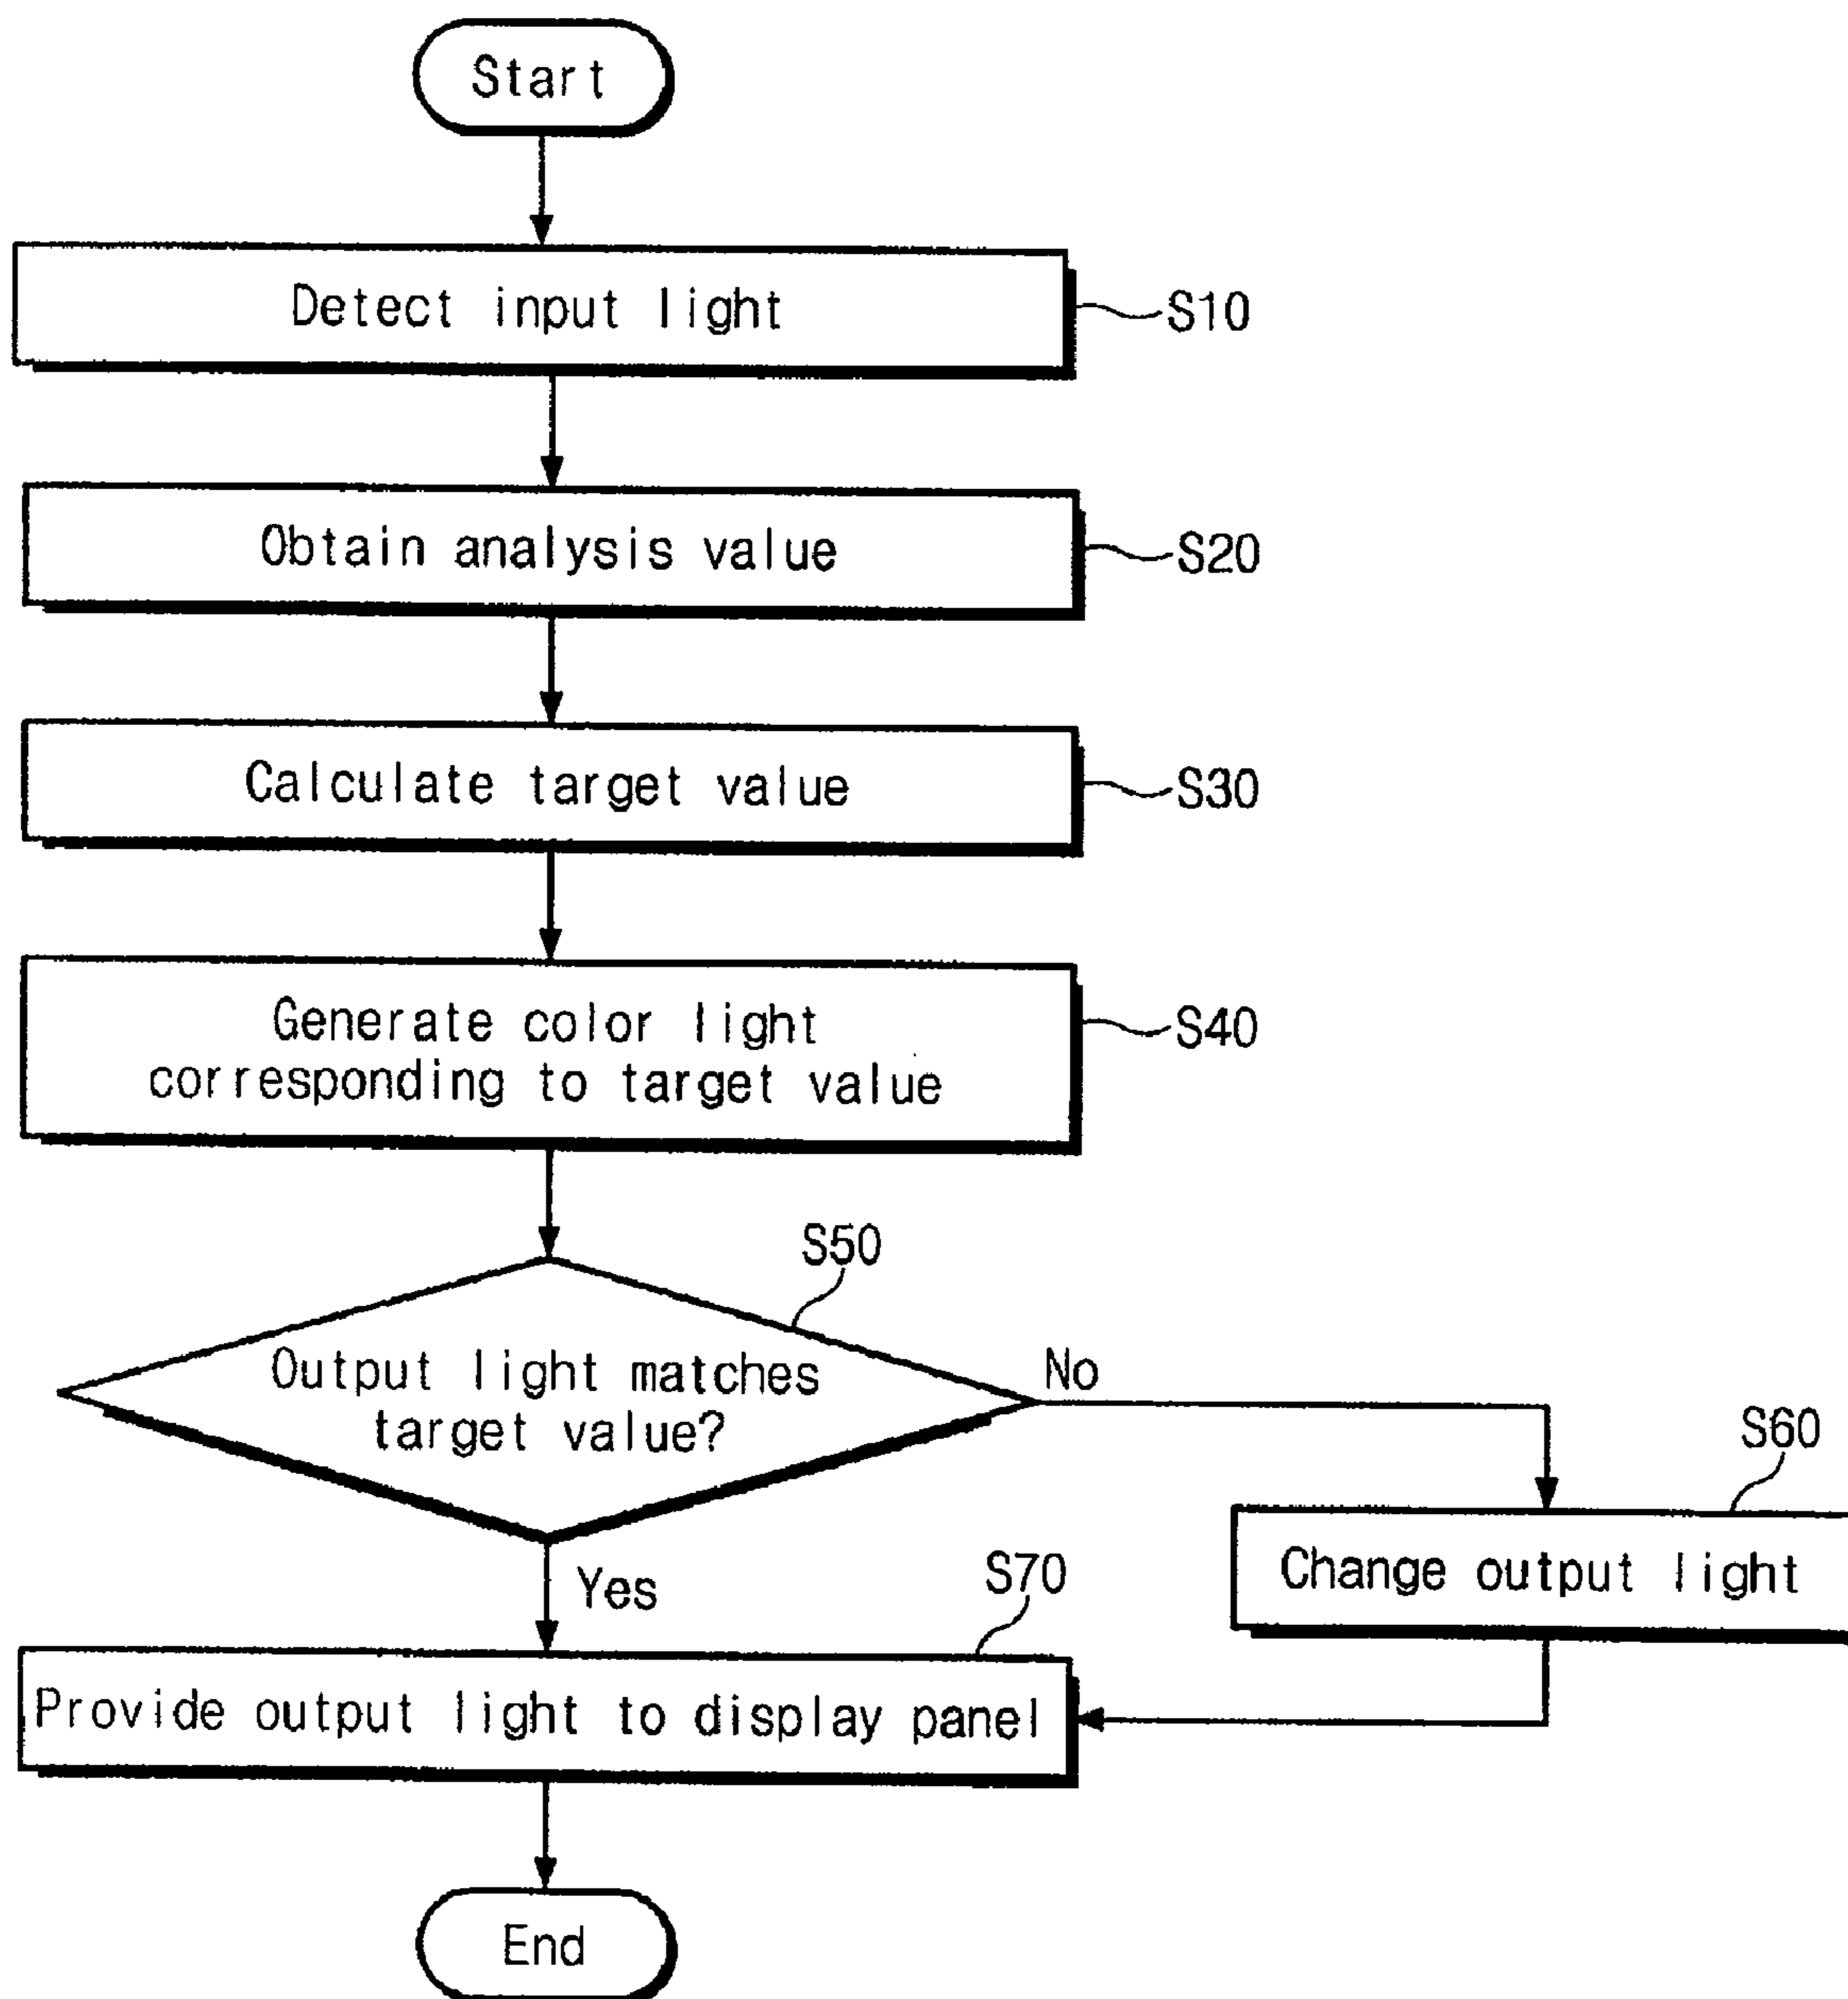 Start
Detect input light
S10
Obtain analysis value
S20
Calculate target value
S30
Generate color light
corresponding to target value
S40
S50
Output light matches
target value?
No
S60
Change output light
Yes
S70
Provide output light to display panel
End